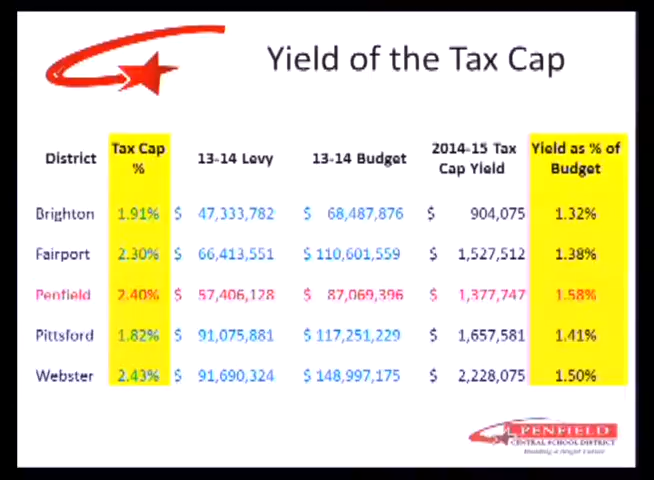 Yield of the Tax Cap
District Tax Cap % 13-14 Levy 13-14 Budget 2014-15 Tax Cap Yield Yield as % of Budget
Brighton 1.91% $ 47,333,782 $ 68,487,876 $ 904,075 1.32%
Fairport 2.30% $ 66,413,551 $ 110,601,559 $ 1,527,512 1.38%
Penfield 2.40% $ 57,406,128 $ 87,069,396 $ 1,377,747 1.58%
Pittsford 1.82% $ 91,075,881 $ 117,251,229 $ 1,657,581 1.41%
Webster 2.43% $ 91,690,324 $ 148,997,175 $ 2,228,075 1.50%
PENFIELD
CENTRAL SCHOOL DISTRICT
Building a Bright Future